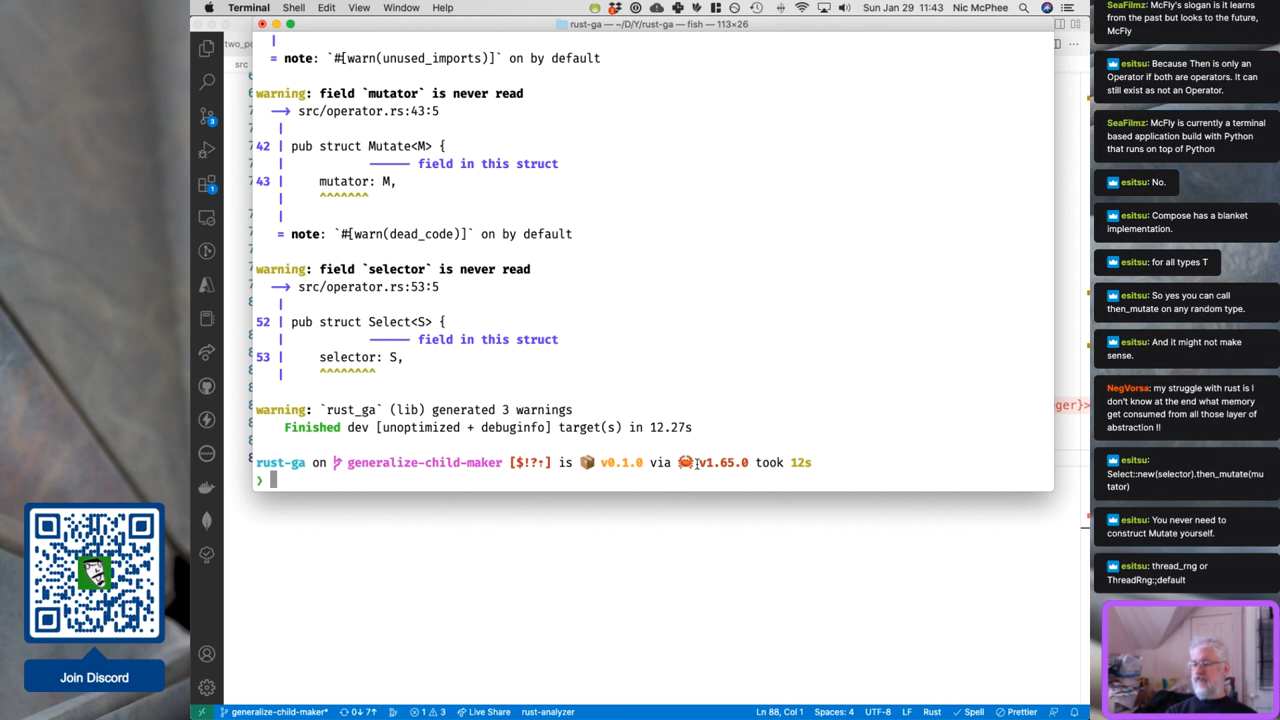 Terminal Shell Edit View Window Help
Sun Jan 29 11:43 Nic McPhee
rust-ga — ~/D/Y/rust-ga — fish — 113×26
two_po
src
|
= note: `#[warn(unused_imports)]` on by default
warning: field `mutator` is never read
--> src/operator.rs:43:5
|
42 | pub struct Mutate<M> {
| ------ field in this struct
43 | mutator: M,
| ^^^^^^^
|
= note: `#[warn(dead_code)]` on by default
warning: field `selector` is never read
--> src/operator.rs:53:5
|
52 | pub struct Select<S> {
| ------ field in this struct
53 | selector: S,
| ^^^^^^^^
warning: `rust_ga` (lib) generated 3 warnings
Finished dev [unoptimized + debuginfo] target(s) in 12.27s
rust-ga on generalize-child-maker [$!?⇡] is 📦 v0.1.0 via 🦀 v1.65.0 took 12s
❯
ger}>
Join Discord
generalize-child-maker* 0↓ 7↑ 1 3 Live Share rust-analyzer
Ln 88, Col 1 Spaces: 4 UTF-8 LF Rust Spell Prettier
SeaFilmz: McFly's slogan is it learns
from the past but looks to the future,
McFly
esitsu: Because Then is only an
Operator if both are operators. It can
still exist as not an Operator.
SeaFilmz: McFly is currently a terminal
based application build with Python
that runs on top of Python
esitsu: No.
esitsu: Compose has a blanket
implementation.
esitsu: for all types T
esitsu: So yes you can call
then_mutate on any random type.
esitsu: And it might not make
sense.
NegVorsa: my struggle with rust is I
don't know at the end what memory
get consumed from all those layer of
abstraction !!
esitsu:
Select::new(selector).then_mutate(mu
tator)
esitsu: You never need to
construct Mutate yourself.
esitsu: thread_rng or
ThreadRng:;default